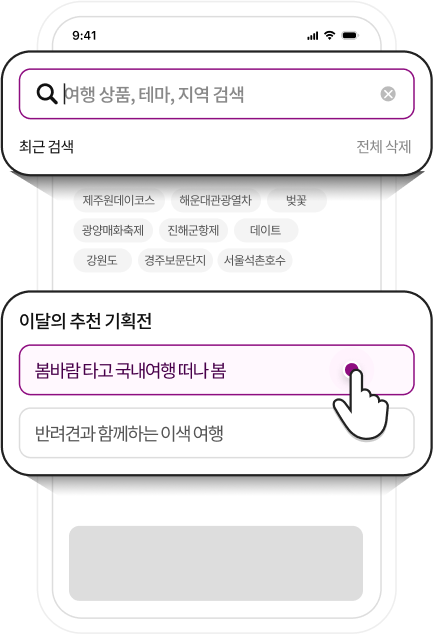 9:41
여행 상품, 테마, 지역 검색
최근 검색 전체 삭제
제주원데이코스 해운대관광열차 벚꽃
광양매화축제 진해군항제 데이트
강원도 경주보문단지 서울석촌호수
이달의 추천 기획전
봄바람 타고 국내여행 떠나 봄
반려견과 함께하는 이색 여행